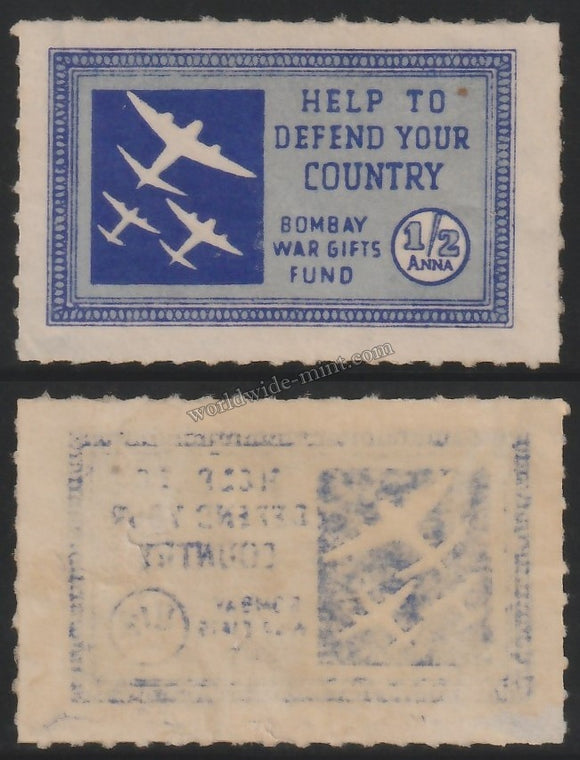 HELP TO
DEFEND YOUR
COUNTRY
BOMBAY
WAR GIFTS
FUND
1/2
ANNA
worldwide-mint.com